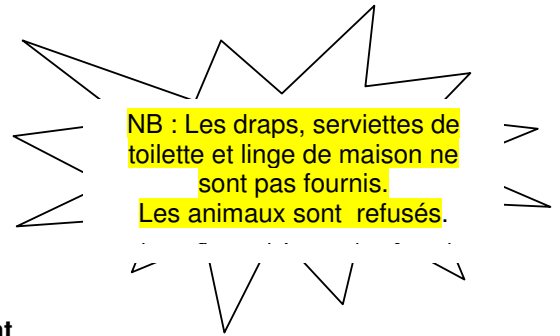 NB : Les draps, serviettes de
toilette et linge de maison ne
sont pas fournis.
Les animaux sont  refusés.